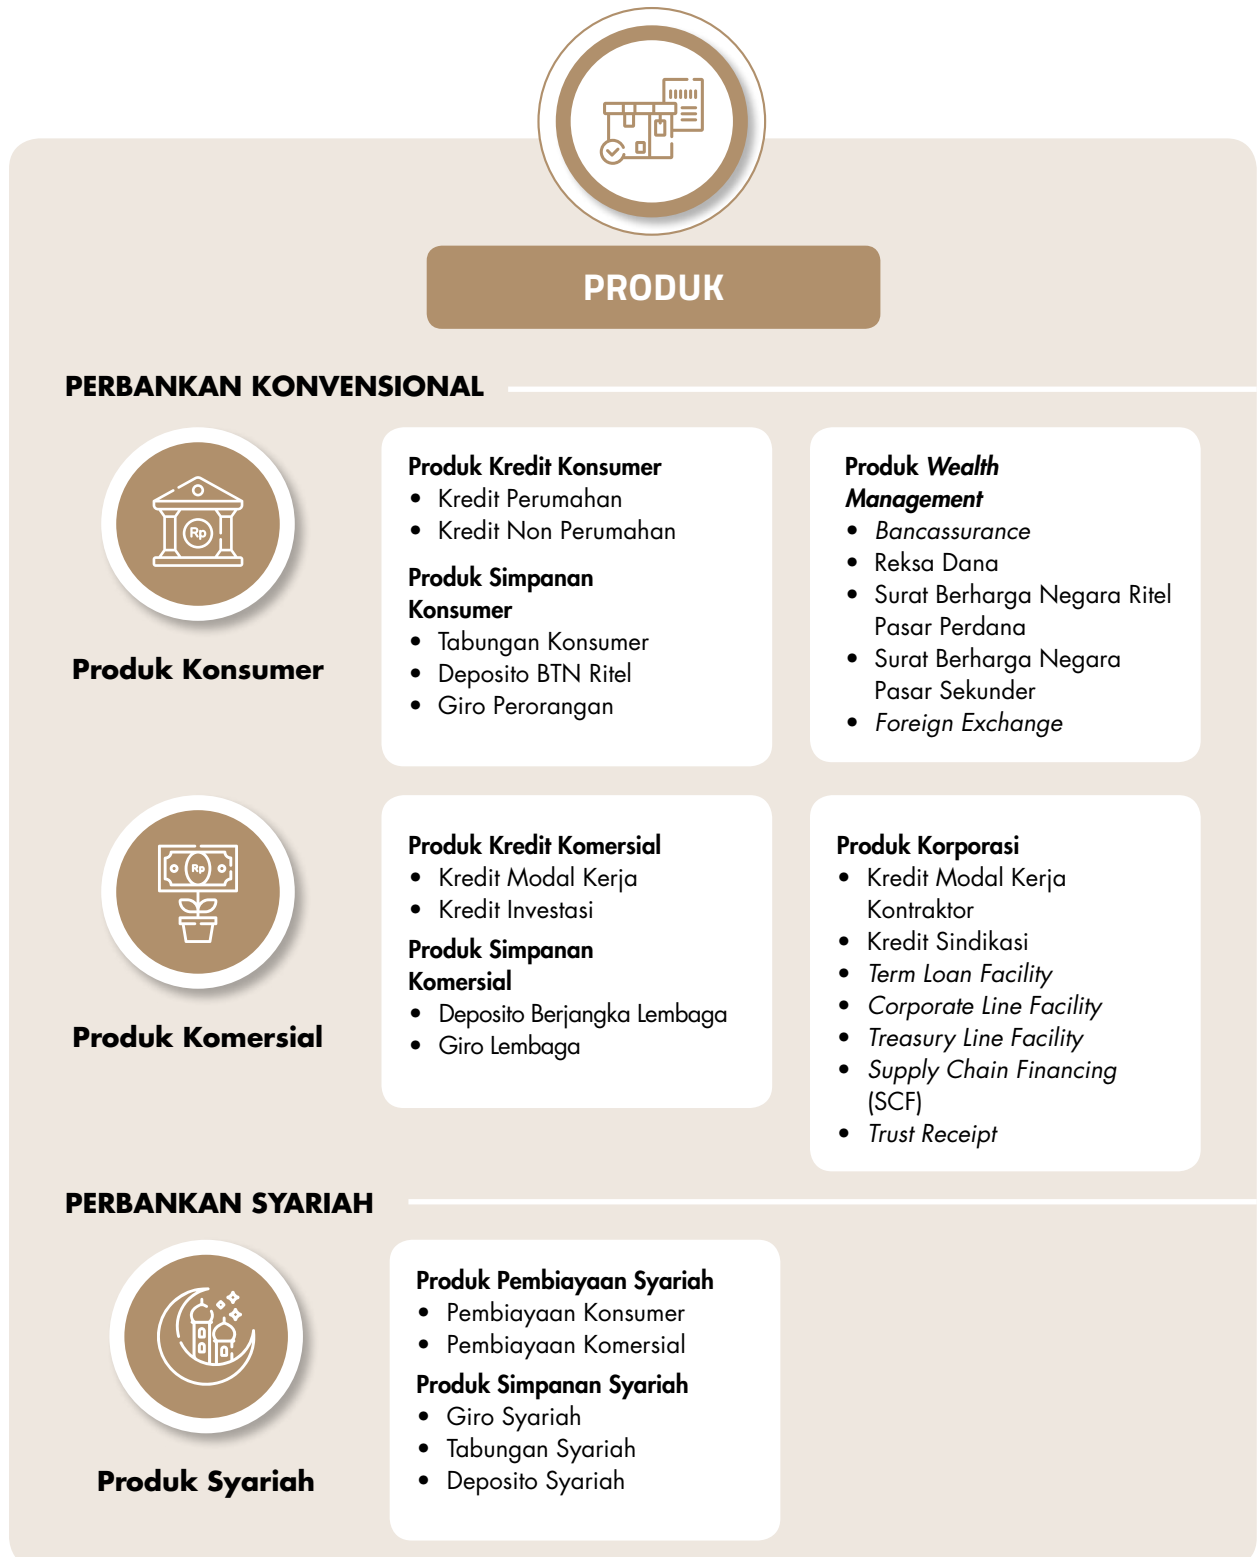 PRODUK
PERBANKAN KONVENSIONAL
Rp
Produk Konsumer
Produk Kredit Konsumer
• Kredit Perumahan
• Kredit Non Perumahan
Produk Simpanan
Konsumer
• Tabungan Konsumer
• Deposito BTN Ritel
• Giro Perorangan
Produk Wealth
Management
• Bancassurance
• Reksa Dana
• Surat Berharga Negara Ritel
Pasar Perdana
• Surat Berharga Negara
Pasar Sekunder
• Foreign Exchange
Rp
Produk Komersial
Produk Kredit Komersial
• Kredit Modal Kerja
• Kredit Investasi
Produk Simpanan
Komersial
• Deposito Berjangka Lembaga
• Giro Lembaga
Produk Korporasi
• Kredit Modal Kerja
Kontraktor
• Kredit Sindikasi
• Term Loan Facility
• Corporate Line Facility
• Treasury Line Facility
• Supply Chain Financing
(SCF)
• Trust Receipt
PERBANKAN SYARIAH
Produk Syariah
Produk Pembiayaan Syariah
• Pembiayaan Konsumer
• Pembiayaan Komersial
Produk Simpanan Syariah
• Giro Syariah
• Tabungan Syariah
• Deposito Syariah